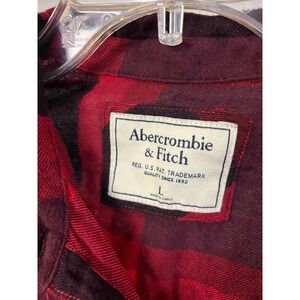 Abercrombie
& Fitch
REG. U.S. PAT. TRADEMARK
QUALITY SINCE 1892
L